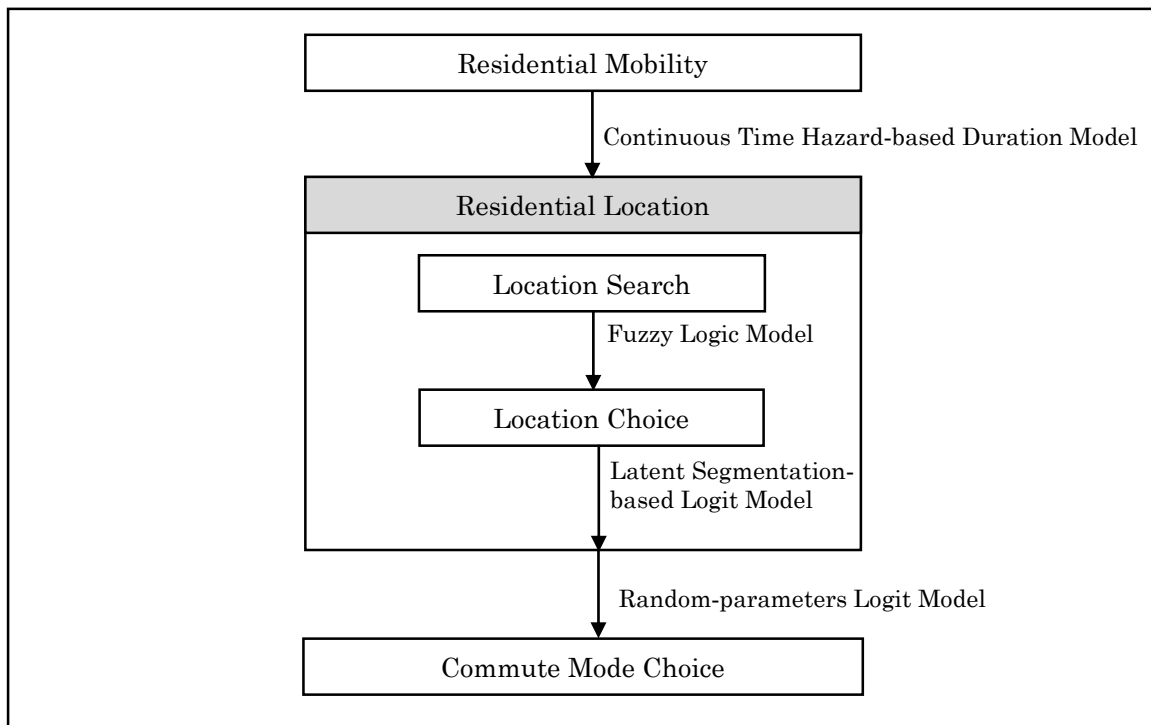 Residential Mobility
Continuous Time Hazard-based Duration Model
Residential Location
Location Search
Fuzzy Logic Model
Location Choice
Latent Segmentation-
based Logit Model
Random-parameters Logit Model
Commute Mode Choice